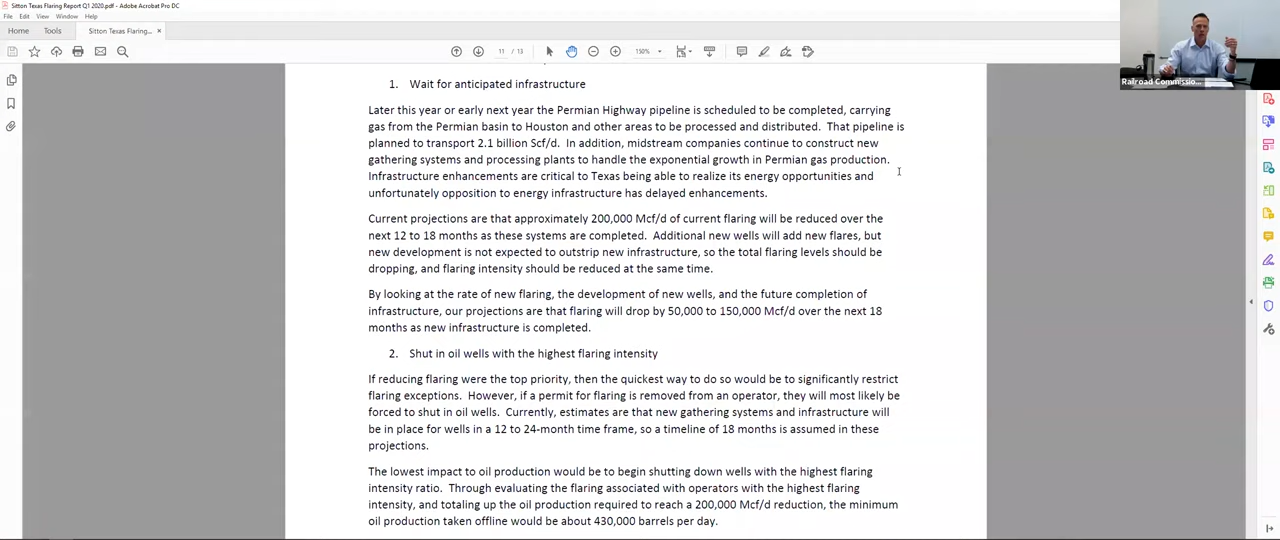 Sitton Texas Flaring Report Q1 2020.pdf - Adobe Acrobat Pro DC
File Edit View Window Help
Home Tools Sitton Texas Flaring... ×
11 / 13 150%
Railroad Commissio...
1. Wait for anticipated infrastructure
Later this year or early next year the Permian Highway pipeline is scheduled to be completed, carrying
gas from the Permian basin to Houston and other areas to be processed and distributed. That pipeline is
planned to transport 2.1 billion Scf/d. In addition, midstream companies continue to construct new
gathering systems and processing plants to handle the exponential growth in Permian gas production.
Infrastructure enhancements are critical to Texas being able to realize its energy opportunities and
unfortunately opposition to energy infrastructure has delayed enhancements.
Current projections are that approximately 200,000 Mcf/d of current flaring will be reduced over the
next 12 to 18 months as these systems are completed. Additional new wells will add new flares, but
new development is not expected to outstrip new infrastructure, so the total flaring levels should be
dropping, and flaring intensity should be reduced at the same time.
By looking at the rate of new flaring, the development of new wells, and the future completion of
infrastructure, our projections are that flaring will drop by 50,000 to 150,000 Mcf/d over the next 18
months as new infrastructure is completed.
2. Shut in oil wells with the highest flaring intensity
If reducing flaring were the top priority, then the quickest way to do so would be to significantly restrict
flaring exceptions. However, if a permit for flaring is removed from an operator, they will most likely be
forced to shut in oil wells. Currently, estimates are that new gathering systems and infrastructure will
be in place for wells in a 12 to 24-month time frame, so a timeline of 18 months is assumed in these
projections.
The lowest impact to oil production would be to begin shutting down wells with the highest flaring
intensity ratio. Through evaluating the flaring associated with operators with the highest flaring
intensity, and totaling up the oil production required to reach a 200,000 Mcf/d reduction, the minimum
oil production taken offline would be about 430,000 barrels per day.